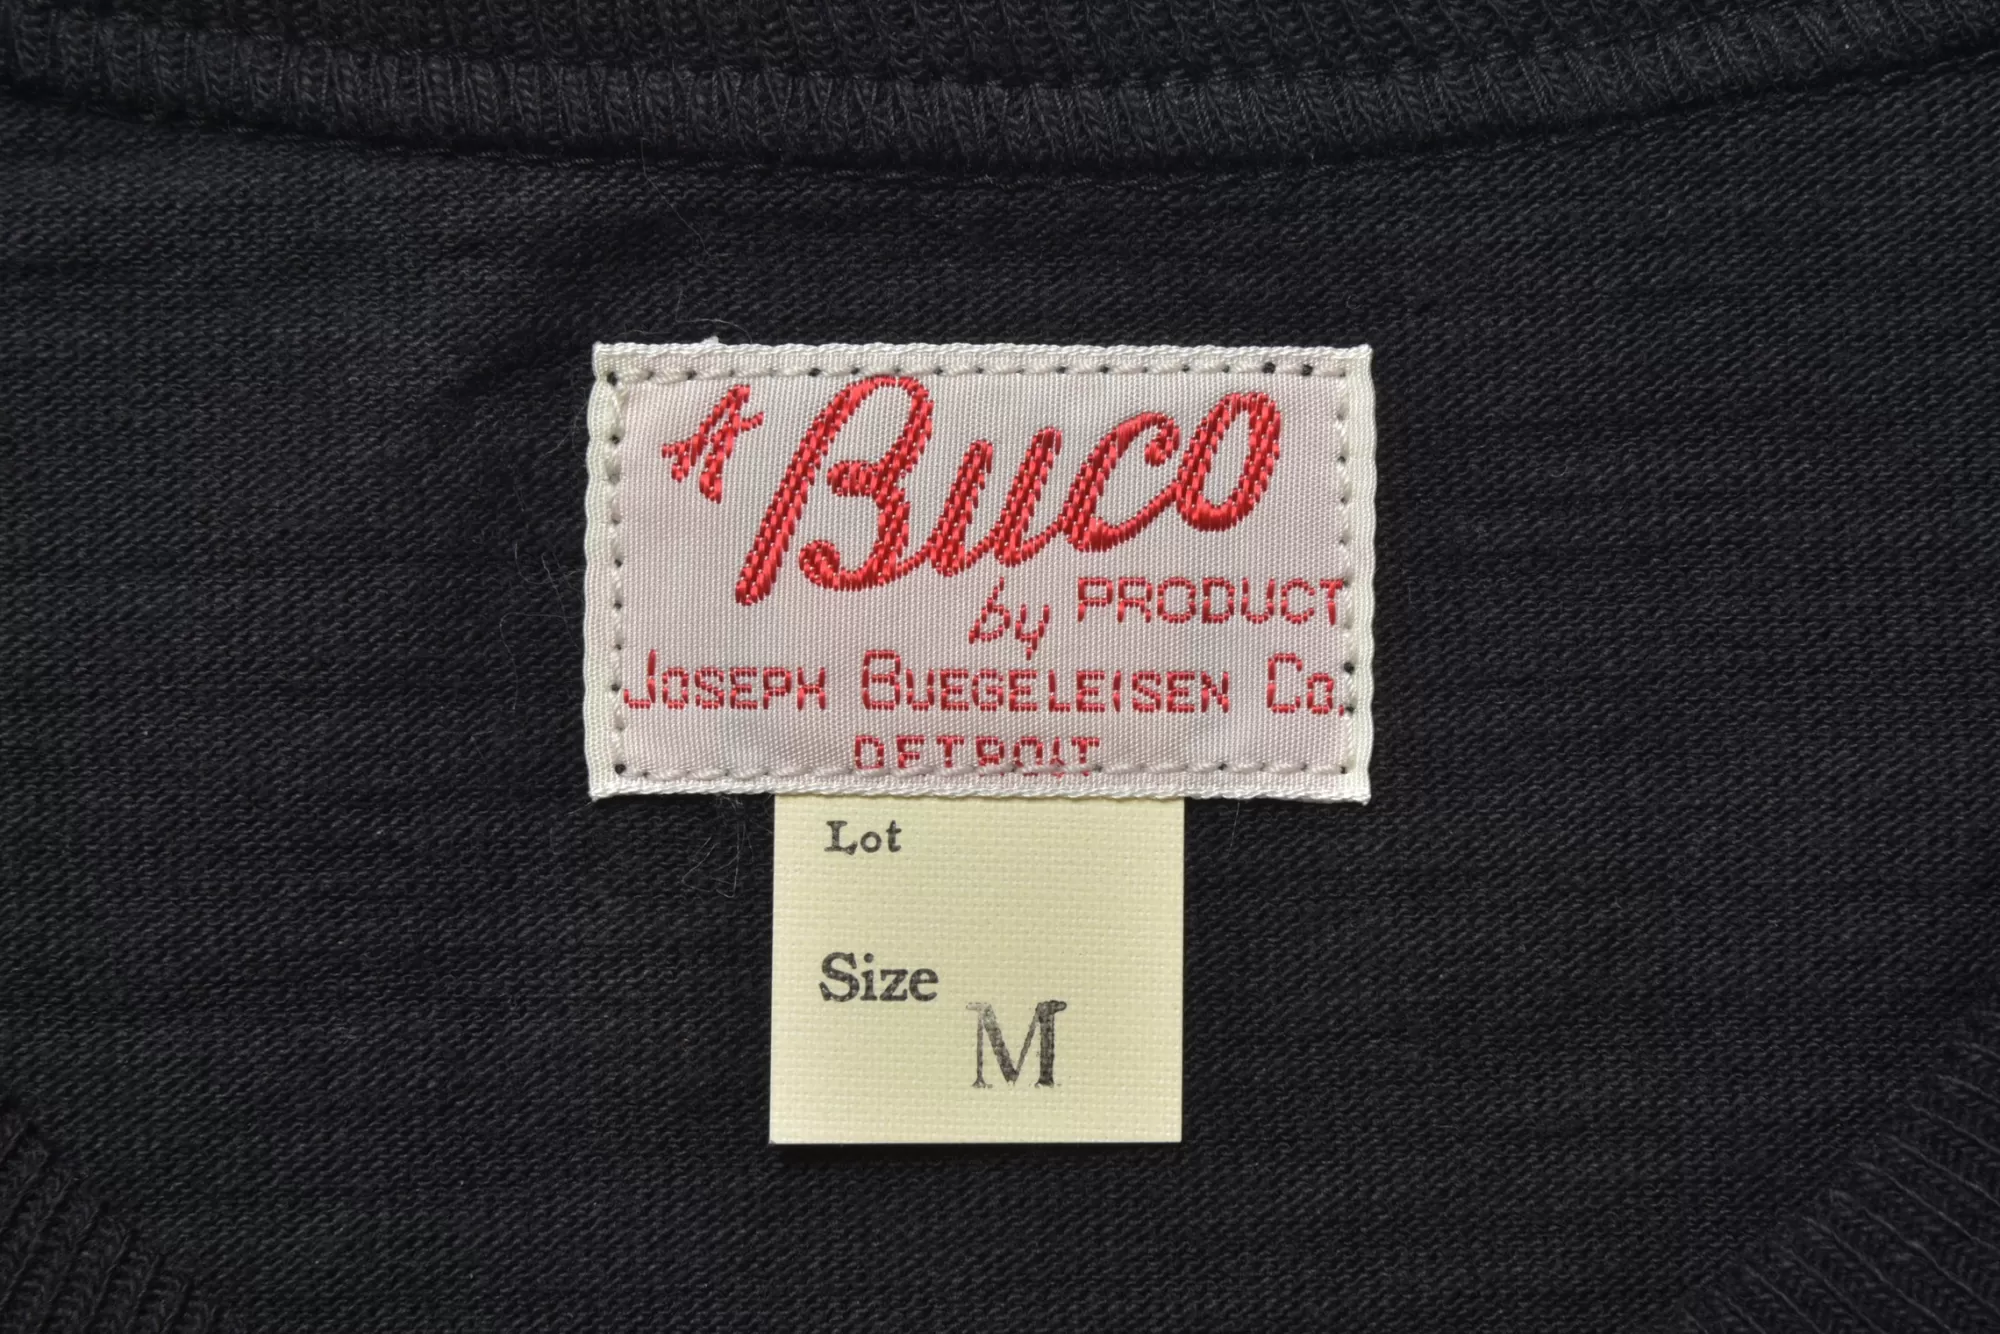 A Buco
PRODUCT
by
JOSEPH BUEGELEISEN CO.
DETROIT
Lot
Size
M